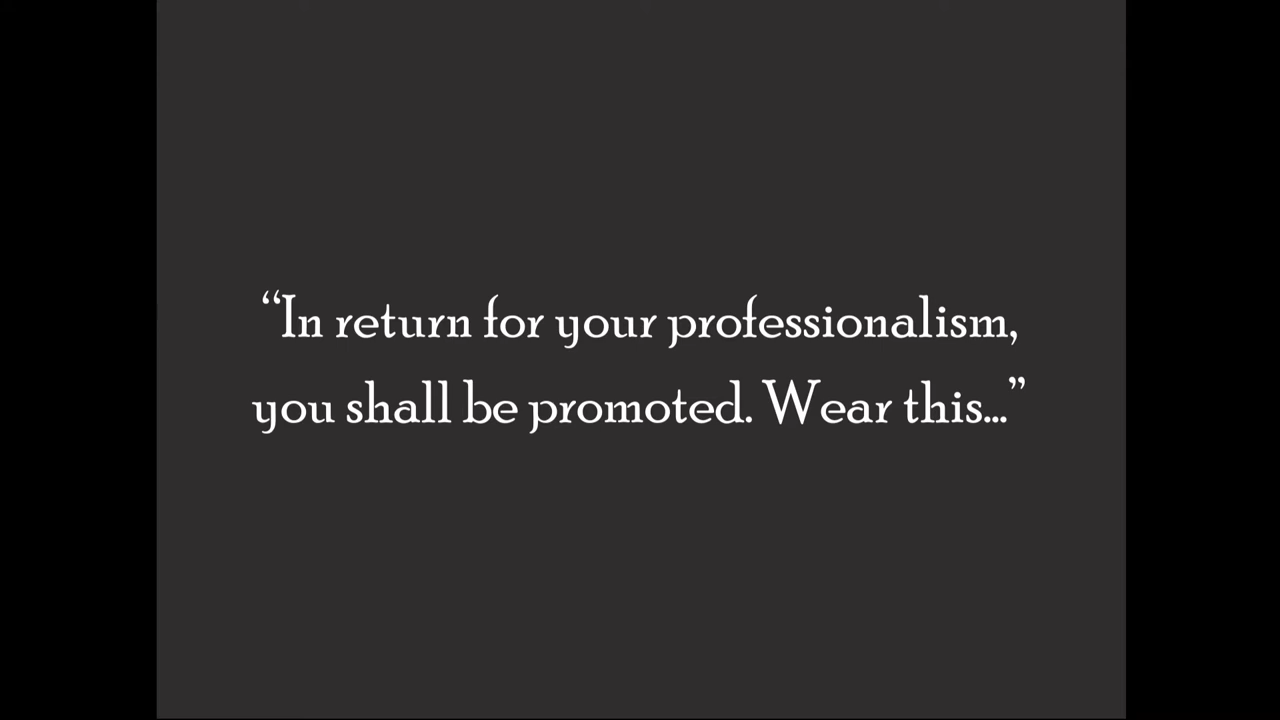 “In return for your professionalism,
you shall be promoted. Wear this...”